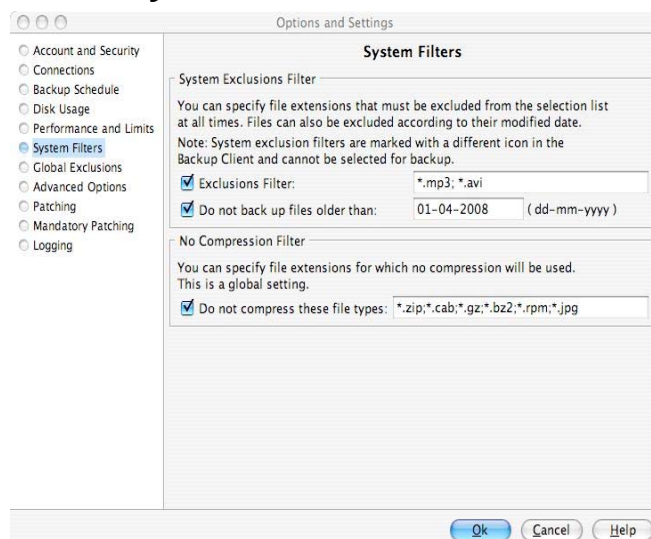 Options and Settings
Account and Security
Connections
Backup Schedule
Disk Usage
Performance and Limits
System Filters
Global Exclusions
Advanced Options
Patching
Mandatory Patching
Logging
System Filters
System Exclusions Filter
You can specify file extensions that must be excluded from the selection list
at all times. Files can also be excluded according to their modified date.
Note: System exclusion filters are marked with a different icon in the
Backup Client and cannot be selected for backup.
Exclusions Filter: *.mp3; *.avi
Do not back up files older than: 01-04-2008 ( dd-mm-yyyy )
No Compression Filter
You can specify file extensions for which no compression will be used.
This is a global setting.
Do not compress these file types: *.zip;*.cab;*.gz;*.bz2;*.rpm;*.jpg
Ok Cancel Help